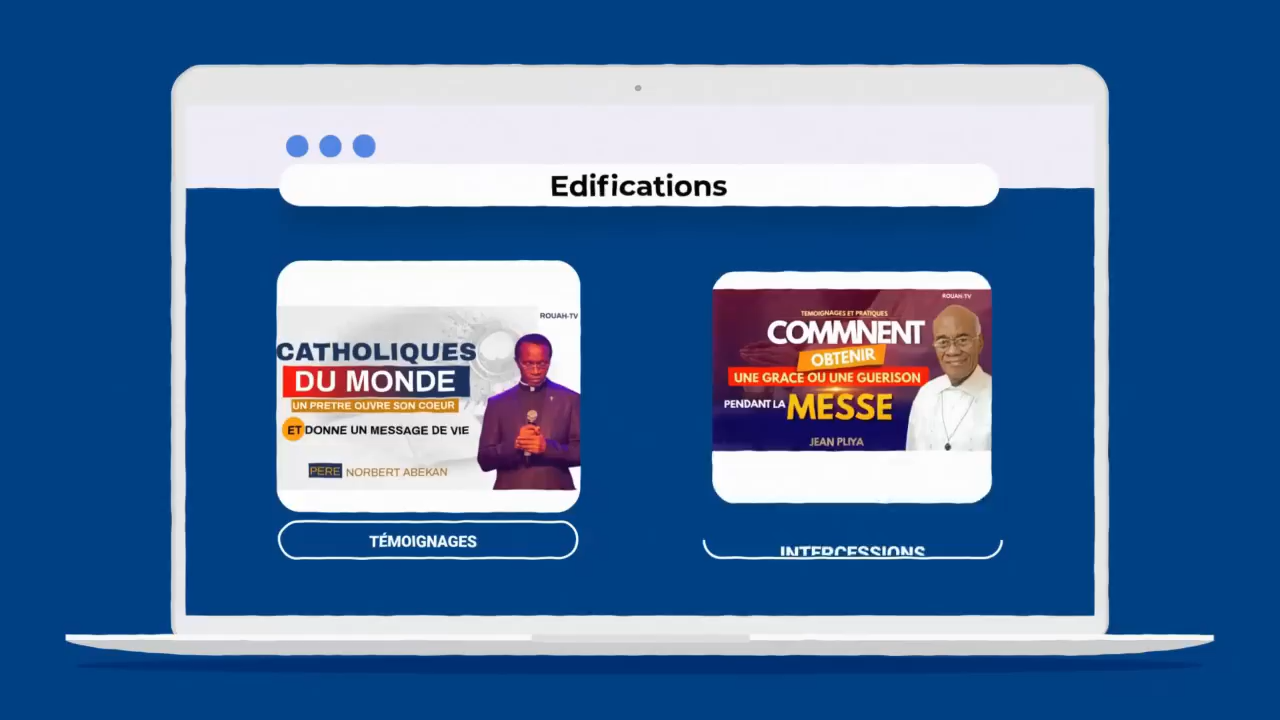 Edifications
ROUAH-TV
CATHOLIQUES
DU MONDE
UN PRETRE OUVRE SON COEUR
ET DONNE UN MESSAGE DE VIE
PERE NORBERT ABEKAN
TÉMOIGNAGES
ROUAH-TV
TEMOIGNAGES ET PRATIQUES
COMMNENT
OBTENIR
UNE GRACE OU UNE GUERISON
PENDANT LA MESSE
JEAN PLIYA
INTERCESSIONS